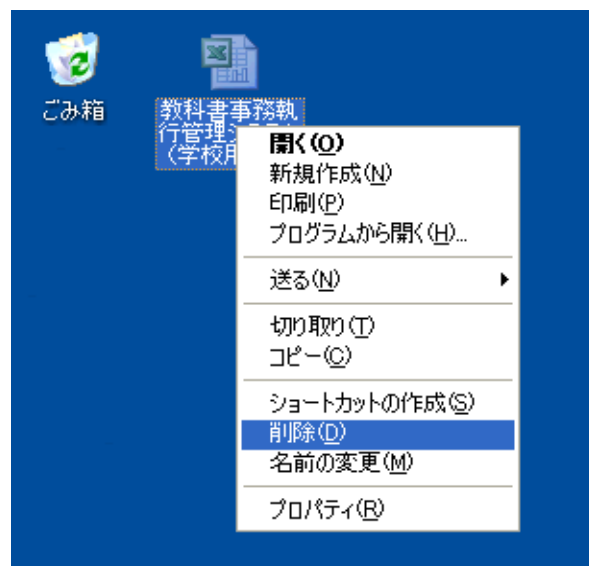 ごみ箱
教科書事務執
行管理
（学校用
開く(O)
新規作成(N)
印刷(P)
プログラムから開く(H)...
送る(N)
切り取り(T)
コピー(C)
ショートカットの作成(S)
削除(D)
名前の変更(M)
プロパティ(R)